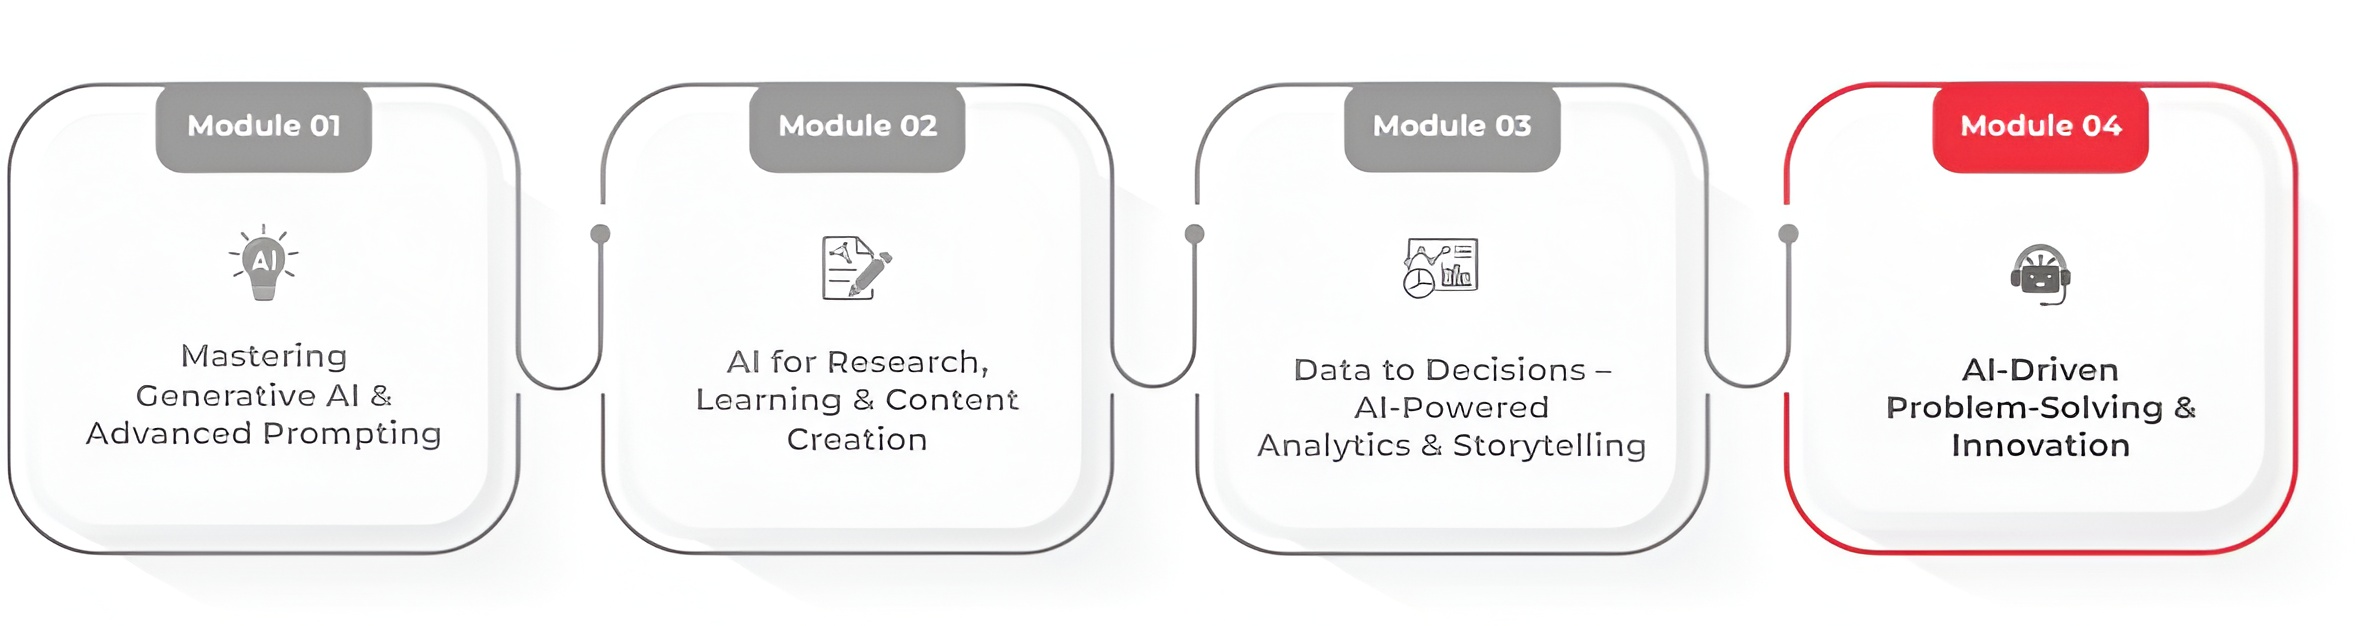 Module 01
AI
Mastering
Generative AI &
Advanced Prompting
Module 02
AI for Research,
Learning & Content
Creation
Module 03
Data to Decisions –
AI-Powered
Analytics & Storytelling
Module 04
AI-Driven
Problem-Solving &
Innovation